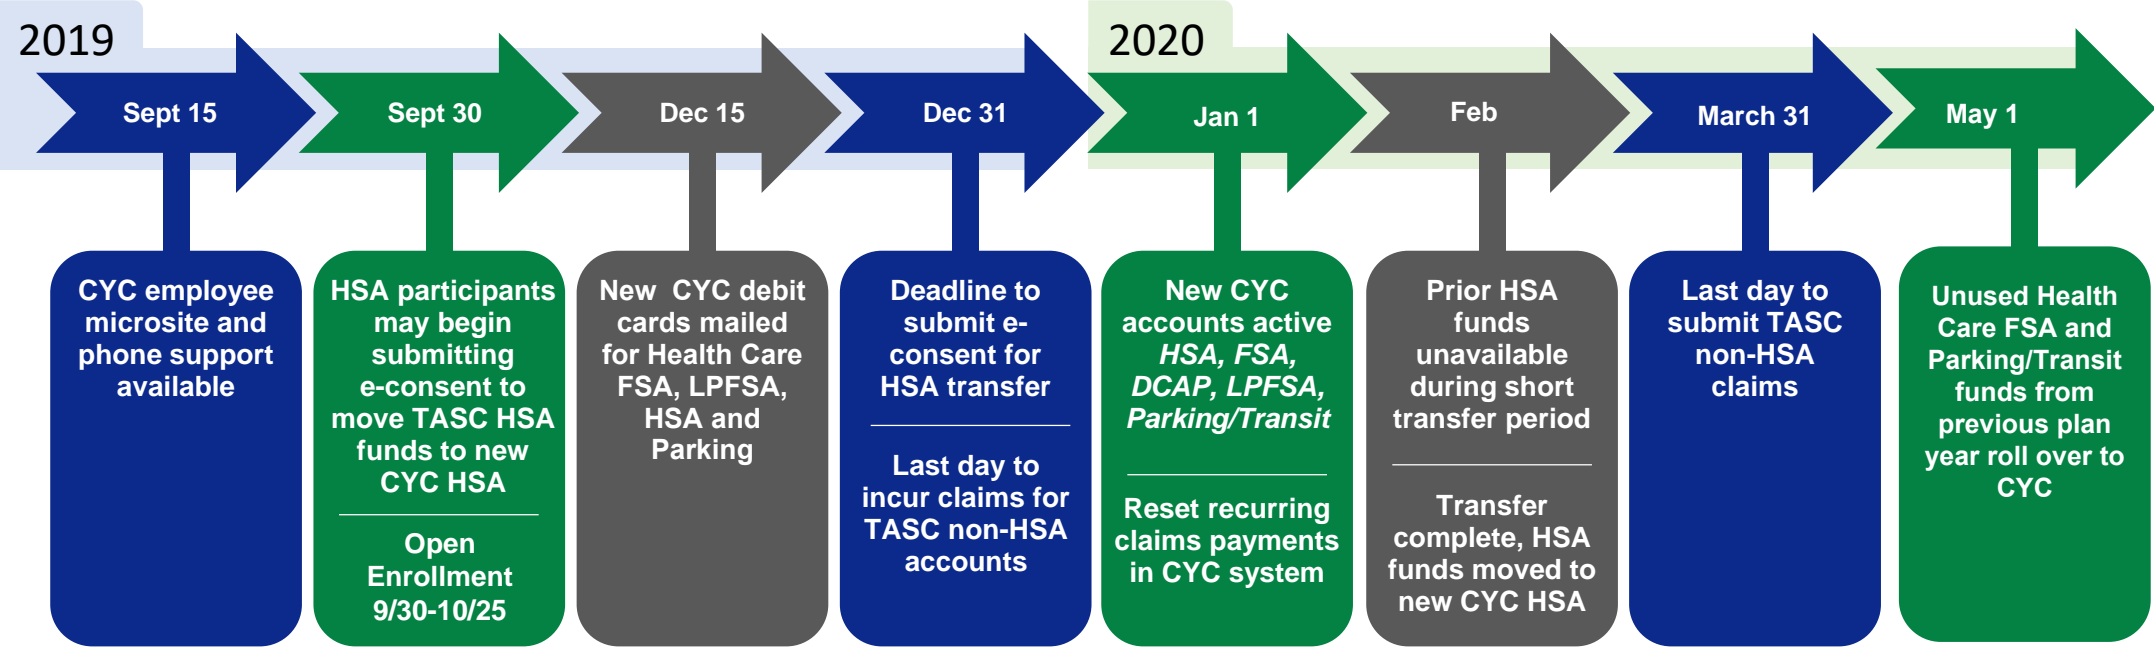 2019
2020
Sept 15
Sept 30
Dec 15
Dec 31
Jan 1
Feb
March 31
May 1
CYC employee
microsite and
phone support
available
HSA participants
may begin
submitting
e-consent to
move TASC HSA
funds to new
CYC HSA
Open
Enrollment
9/30-10/25
New CYC debit
cards mailed
for Health Care
FSA, LPFSA,
HSA and
Parking
Deadline to
submit e-
consent for
HSA transfer
Last day to
incur claims for
TASC non-HSA
accounts
New CYC
accounts active
HSA, FSA,
DCAP, LPFSA,
Parking/Transit
Reset recurring
claims payments
in CYC system
Prior HSA
funds
unavailable
during short
transfer period
Transfer
complete, HSA
funds moved to
new CYC HSA
Last day to
submit TASC
non-HSA
claims
Unused Health
Care FSA and
Parking/Transit
funds from
previous plan
year roll over to
CYC